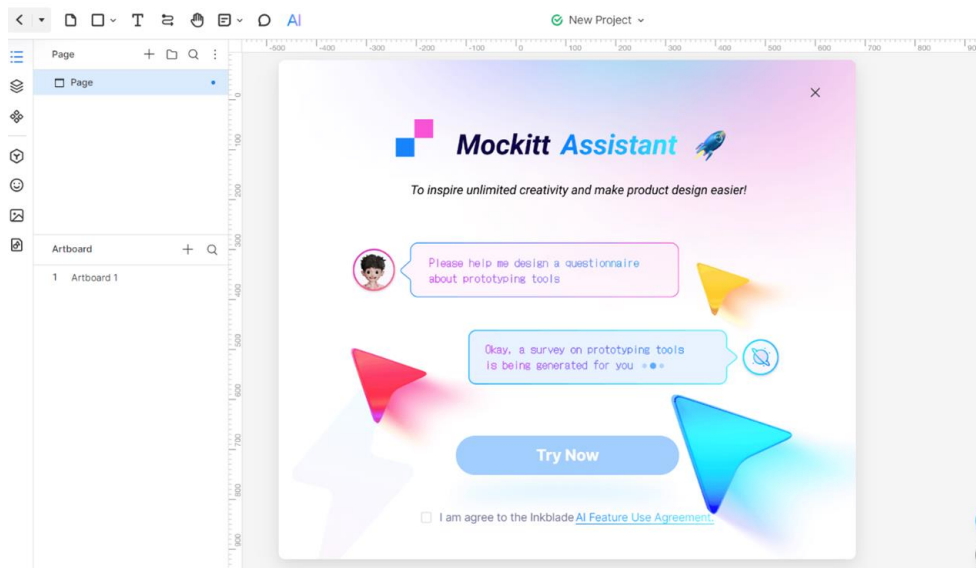 AI
New Project
Page
Page
-500 -400 -300 -200 -100 0 100 200 300 400 500 600 700 800 900
0
100
200
300
400
500
600
700
800
900
Artboard
1 Artboard 1
Mockitt Assistant
To inspire unlimited creativity and make product design easier!
Please help me design a questionnaire
about prototyping tools
Okay, a survey on prototyping tools
is being generated for you
Try Now
I am agree to the Inkblade AI Feature Use Agreement.